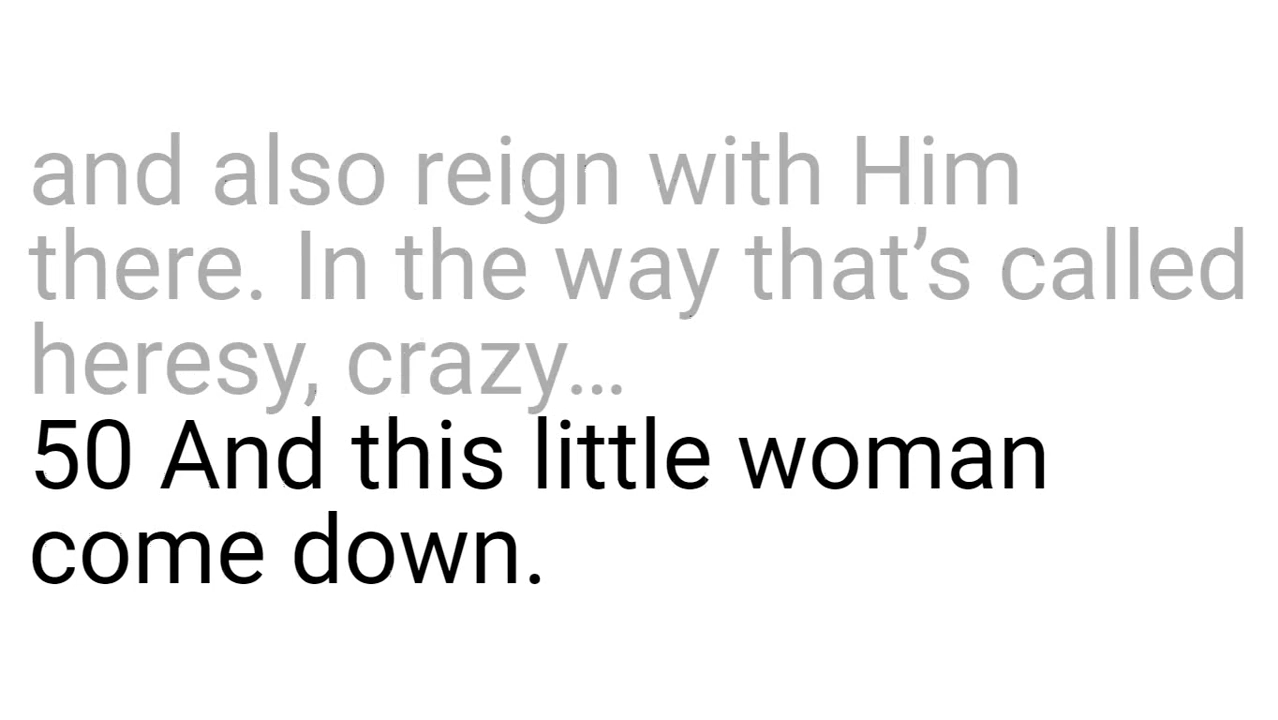 and also reign with Him
there. In the way that’s called
heresy, crazy…
50 And this little woman
come down.